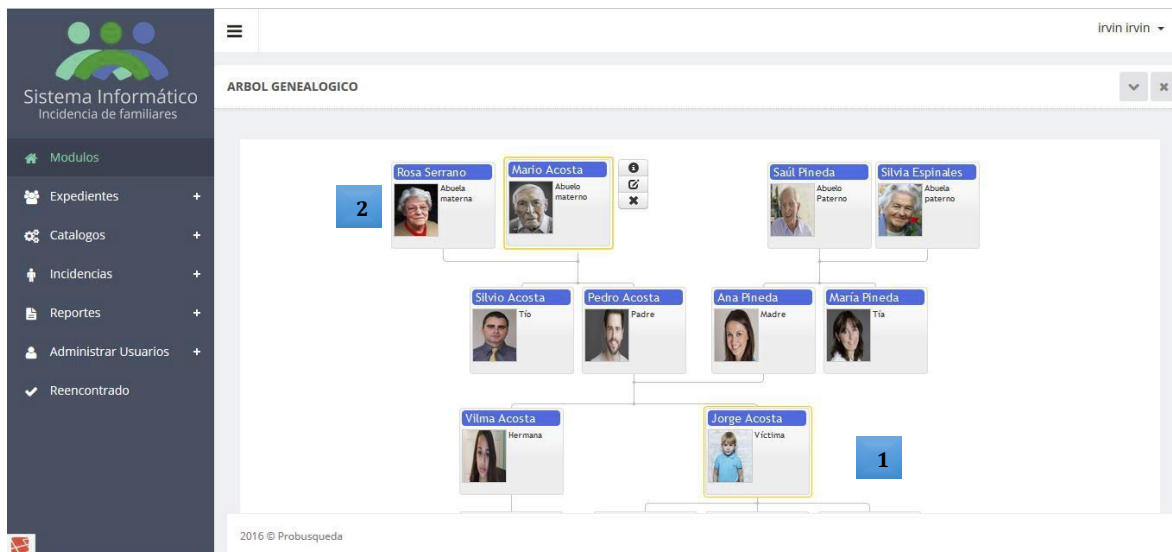 irvin irvin
Sistema Informático
Incidencia de familiares
ARBOL GENEALOGICO
Modulos
Expedientes +
Catalogos +
Incidencias +
Reportes +
Administrar Usuarios +
Reencontrado
Rosa Serrano
Abuela
materna
Mario Acosta
Abuelo
materno
Saúl Pineda
Abuelo
Paterno
Silvia Espinales
Abuela
paterno
2
Silvio Acosta
Tío
Pedro Acosta
Padre
Ana Pineda
Madre
María Pineda
Tía
Vilma Acosta
Hermana
Jorge Acosta
Víctima
1
2016 © Probusqueda